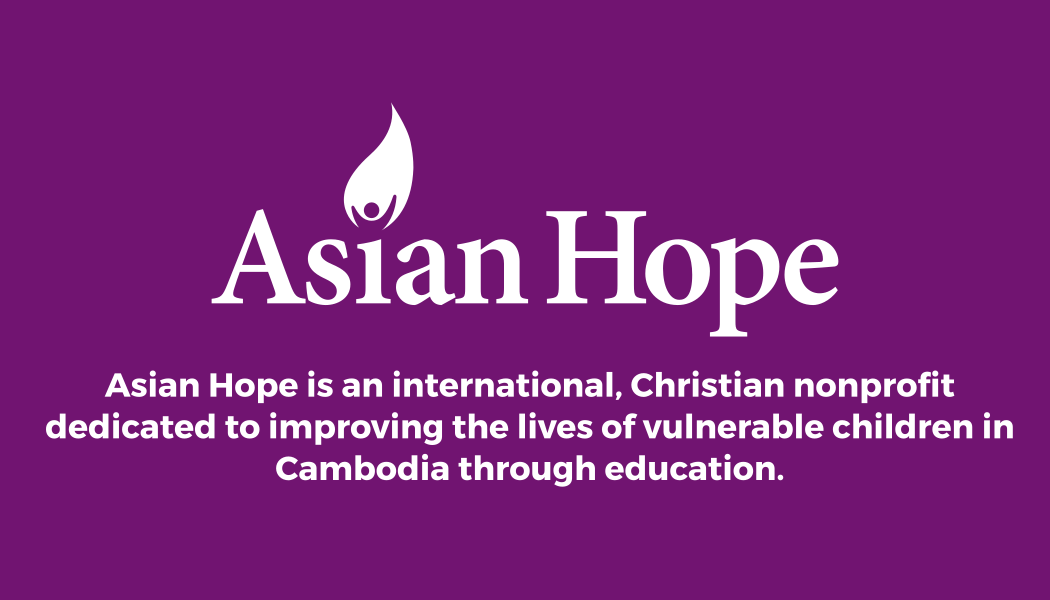 Asian Hope
Asian Hope is an international, Christian nonprofit
dedicated to improving the lives of vulnerable children in
Cambodia through education.